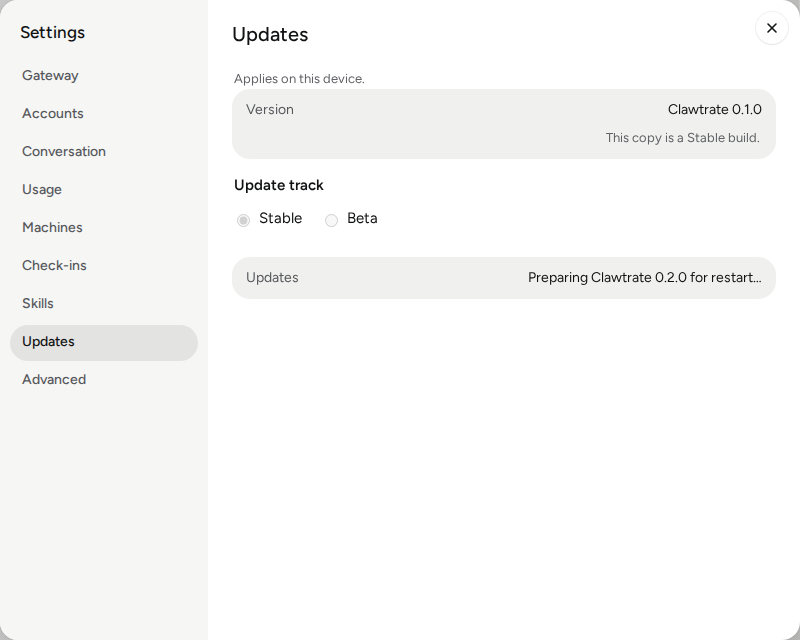 Settings
Gateway
Accounts
Conversation
Usage
Machines
Check-ins
Skills
Updates
Advanced
Updates
Applies on this device.
Version Clawtrate 0.1.0
This copy is a Stable build.
Update track
Stable Beta
Updates Preparing Clawtrate 0.2.0 for restart…